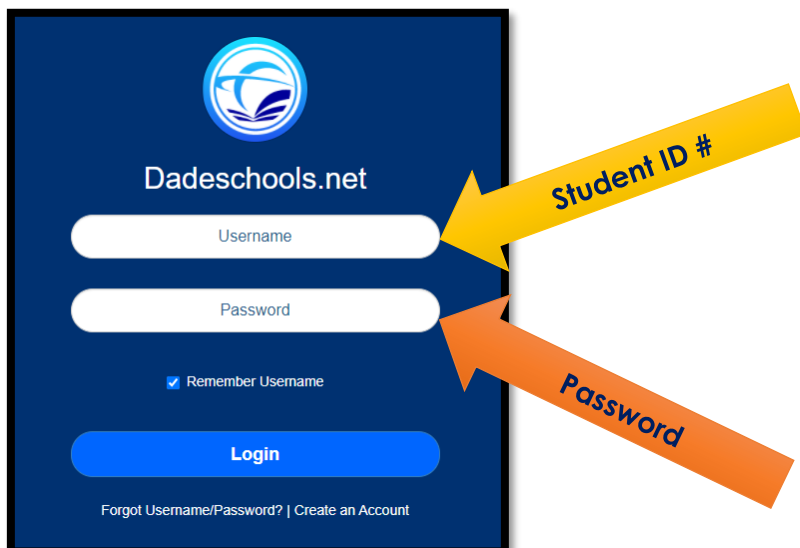 Dadeschools.net
Student ID #
Username
Password
Password
Remember Username
Login
Forgot Username/Password? | Create an Account